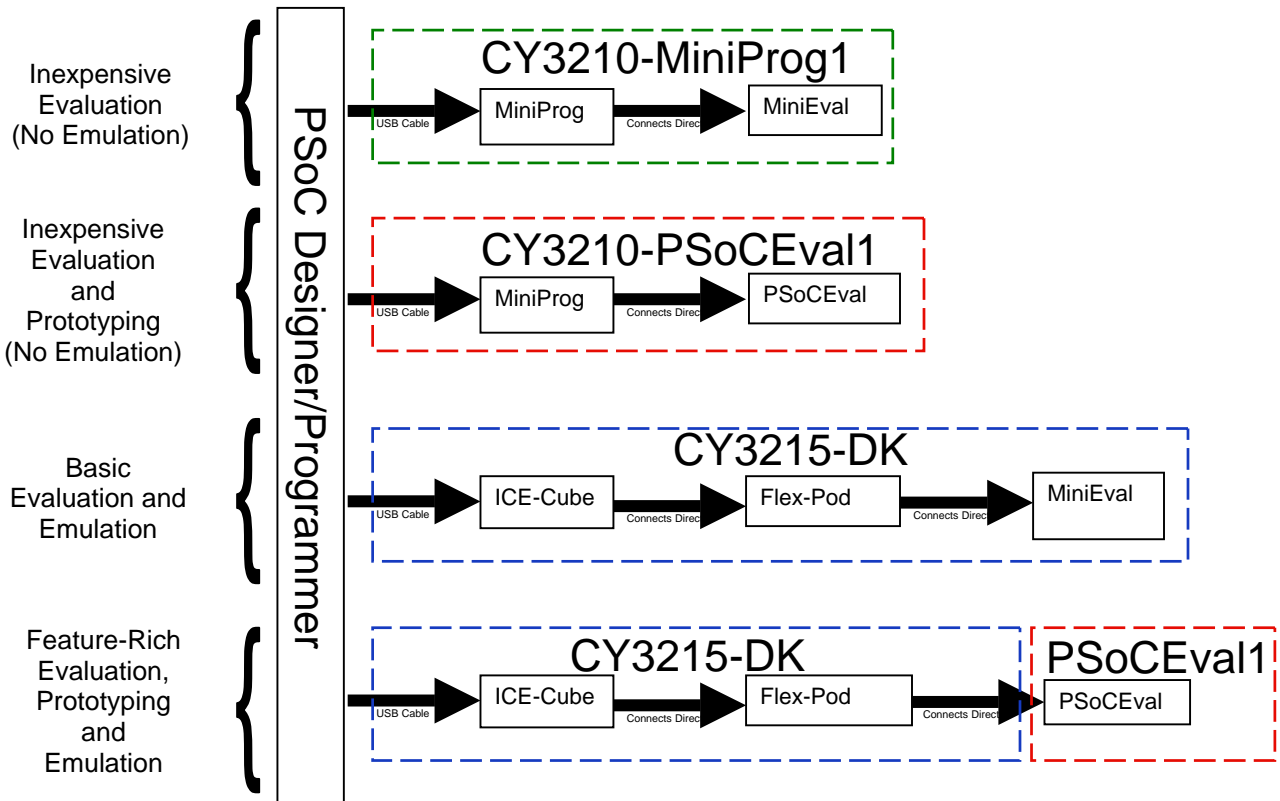 Inexpensive
Evaluation
(No Emulation)
CY3210-MiniProg1
USB Cable
MiniProg
Connects Direc
MiniEval
PSoC Designer/Programmer
Inexpensive
Evaluation
and
Prototyping
(No Emulation)
CY3210-PSoCEval1
USB Cable
MiniProg
Connects Direc
PSoCEval
Basic
Evaluation and
Emulation
CY3215-DK
USB Cable
ICE-Cube
Connects Direc
Flex-Pod
Connects Direc
MiniEval
Feature-Rich
Evaluation,
Prototyping
and
Emulation
CY3215-DK
USB Cable
ICE-Cube
Connects Direc
Flex-Pod
Connects Direc
PSoCEval1
PSoCEval